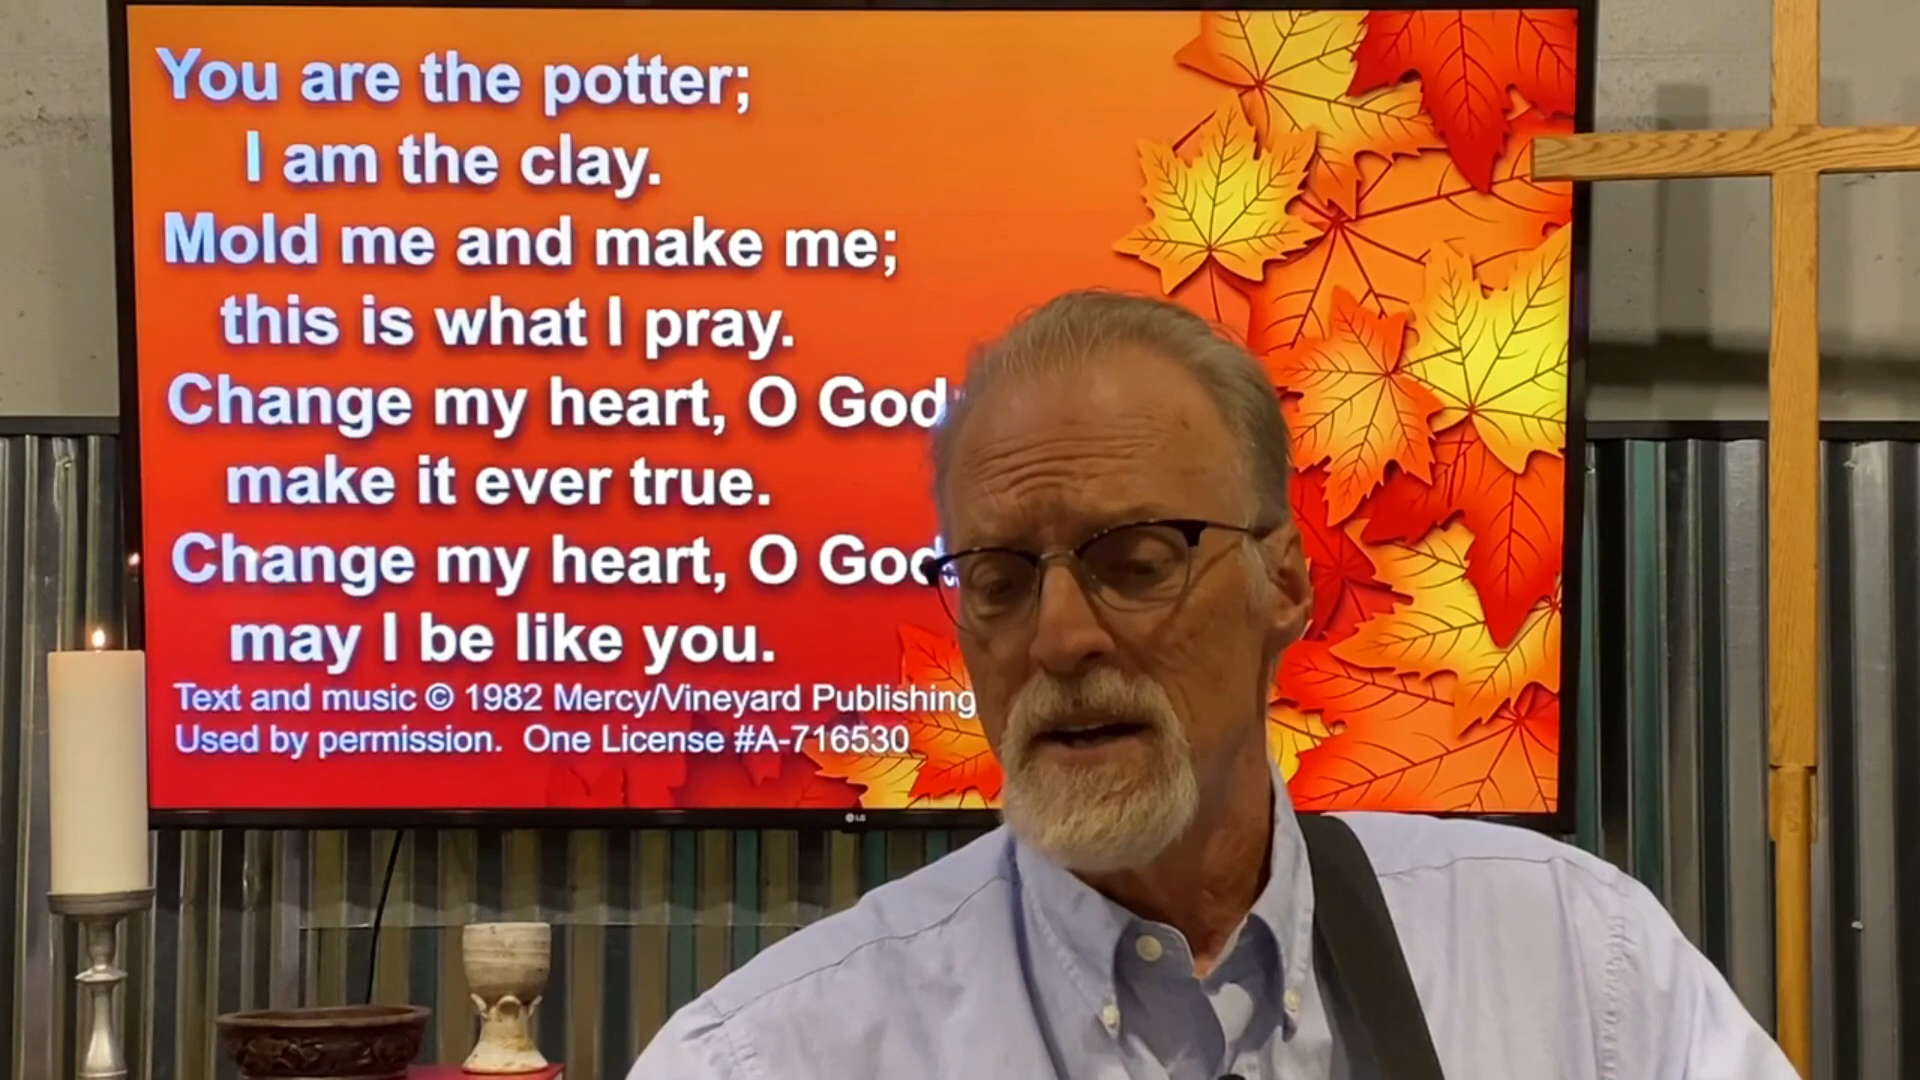 You are the potter;
I am the clay.
Mold me and make me;
this is what I pray.
Change my heart, O God;
make it ever true.
Change my heart, O God
may I be like you.
Text and music © 1982 Mercy/Vineyard Publishing
Used by permission. One License #A-716530
LG